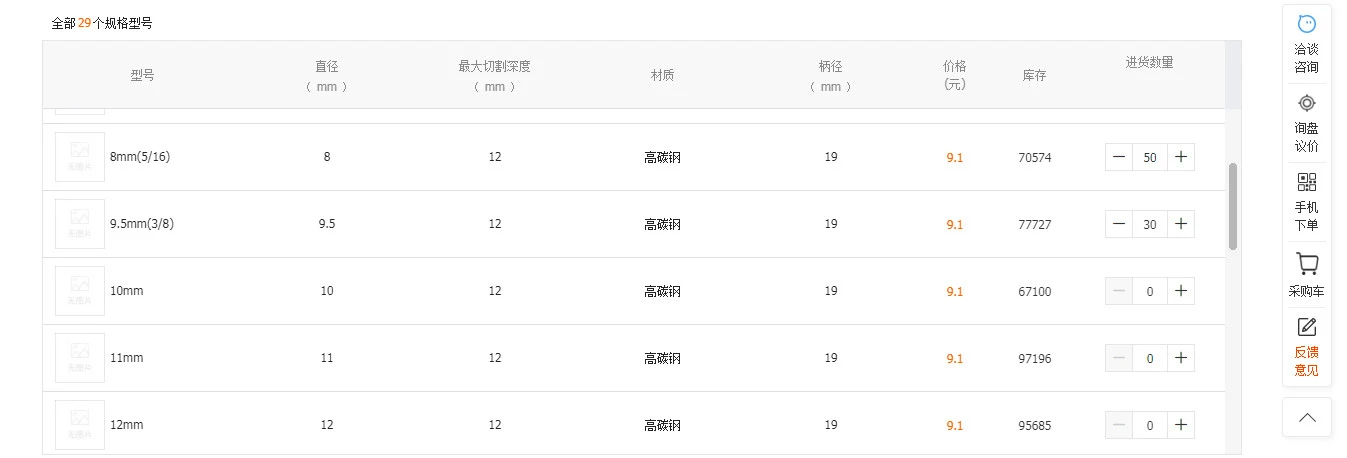 全部29个规格型号
型号 直径 最大切割深度 材质 柄径 价格 库存 进货数量
( mm ) ( mm ) ( mm ) (元)
无图片 8mm(5/16) 8 12 高碳钢 19 9.1 70574 50
无图片 9.5mm(3/8) 9.5 12 高碳钢 19 9.1 77727 30
无图片 10mm 10 12 高碳钢 19 9.1 67100 0
无图片 11mm 11 12 高碳钢 19 9.1 97196 0
无图片 12mm 12 12 高碳钢 19 9.1 95685 0
洽谈
咨询
询盘
议价
手机
下单
采购车
反馈
意见